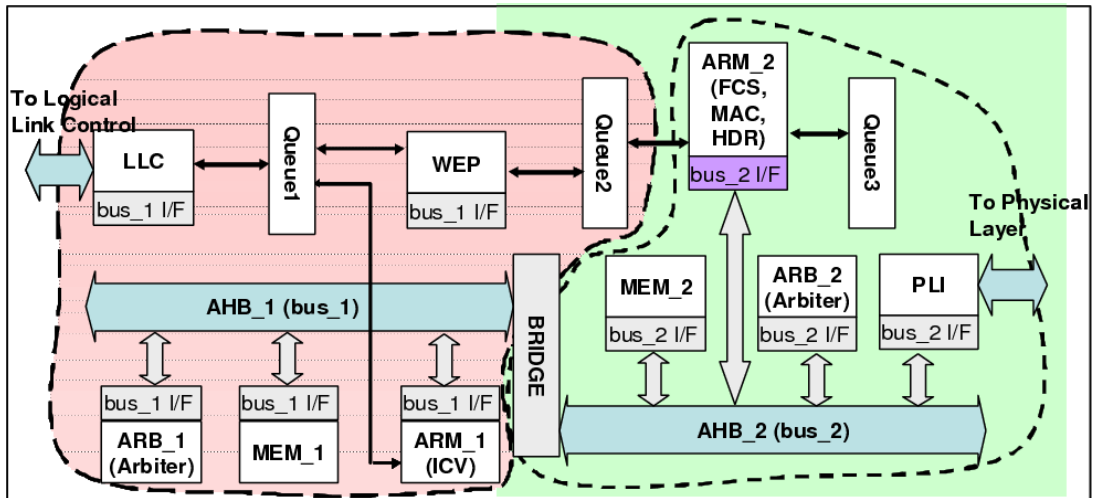 To Logical
Link Control
LLC
bus_1 I/F
Queue1
WEP
bus_1 I/F
Queue2
ARM_2
(FCS,
MAC,
HDR)
bus_2 I/F
Queue3
To Physical
Layer
AHB_1 (bus_1)
BRIDGE
MEM_2
bus_2 I/F
ARB_2
(Arbiter)
bus_2 I/F
PLI
bus_2 I/F
bus_1 I/F
ARB_1
(Arbiter)
bus_1 I/F
MEM_1
bus_1 I/F
ARM_1
(ICV)
AHB_2 (bus_2)